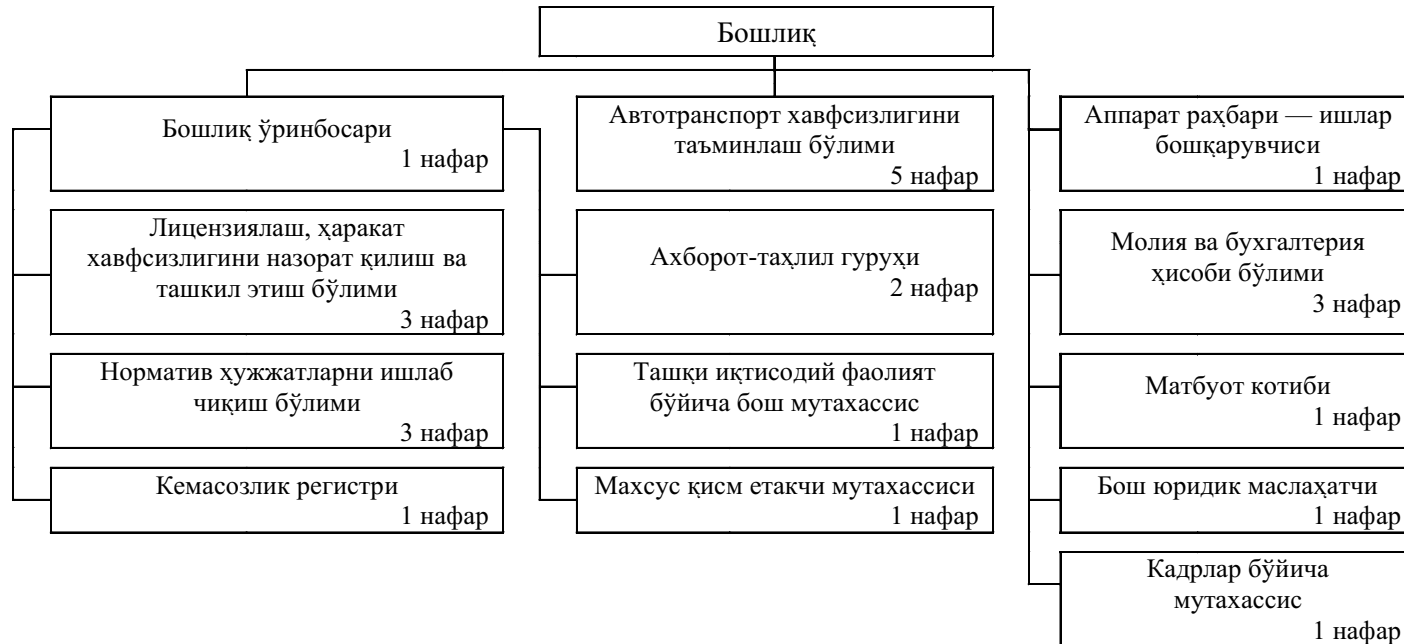 Бошлиқ
Бошлиқ ўринбосари
1 нафар
Автотранспорт хавфсизлигини
таъминлаш бўлими
5 нафар
Аппарат раҳбари — ишлар
бошқарувчиси
1 нафар
Лицензиялаш, ҳаракат
хавфсизлигини назорат қилиш ва
ташкил этиш бўлими
3 нафар
Ахборот-таҳлил гуруҳи
2 нафар
Молия ва бухгалтерия
ҳисоби бўлими
3 нафар
Норматив ҳужжатларни ишлаб
чиқиш бўлими
3 нафар
Ташқи иқтисодий фаолият
бўйича бош мутахассис
1 нафар
Матбуот котиби
1 нафар
Кемасозлик регистри
1 нафар
Махсус қисм етакчи мутахассиси
1 нафар
Бош юридик маслаҳатчи
1 нафар
Кадрлар бўйича
мутахассис
1 нафар